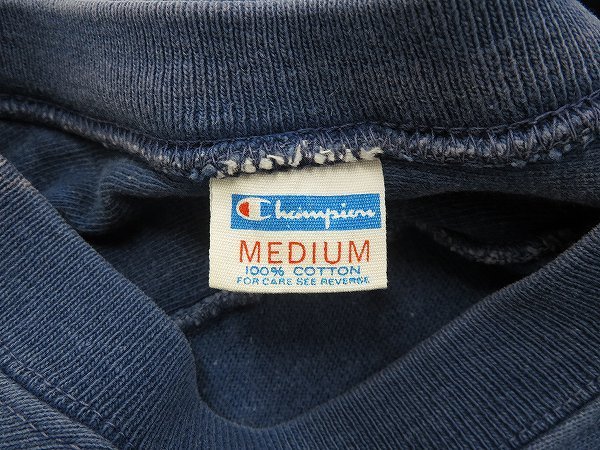 Champion
MEDIUM
100% COTTON
FOR CARE SEE REVERSE